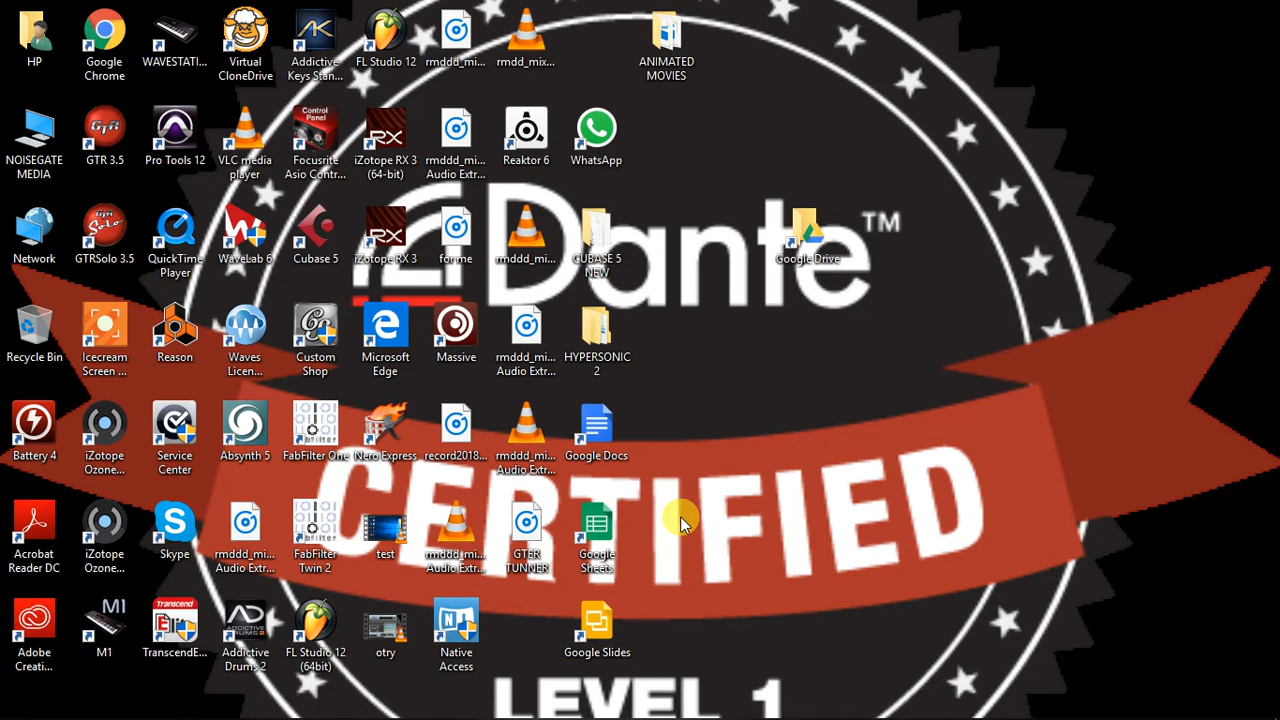 HP
Google
Chrome
WAVESTATI...
Virtual
CloneDrive
Addictive
Keys Stan...
FL Studio 12
rmddd_mi...
rmdd_mix...
ANIMATED
MOVIES
NOISEGATE
MEDIA
GTR 3.5
Pro Tools 12
VLC media
player
Control
Panel
Focusrite
Asio Contr...
iZotope RX 3
(64-bit)
rmddd_mi...
Audio Extr...
Reaktor 6
WhatsApp
Network
GTRSolo 3.5
QuickTime
Player
WaveLab 6
Cubase 5
iZotope RX 3
for me
rmddd_mi...
CUBASE 5
NEW
Google Drive
Dante™
Recycle Bin
Icecream
Screen ...
Reason
Waves
Licen...
Custom
Shop
Microsoft
Edge
Massive
rmddd_mi...
Audio Extr...
HYPERSONIC
2
Battery 4
iZotope
Ozone...
Service
Center
Absynth 5
FabFilter One
Nero Express
record2018...
rmddd_mi...
Audio Extr...
Google Docs
CERTIFIED
Acrobat
Reader DC
iZotope
Ozone...
Skype
rmddd_mi...
Audio Extr...
FabFilter
Twin 2
test
rmddd_mi...
Audio Extr...
GTER
TUNNER
Google
Sheets
Adobe
Creati...
M1
M1
Transcend
Elite
TranscendE...
Addictive
Drums 2
FL Studio 12
(64bit)
otry
Native
Access
Google Slides
LEVEL 1